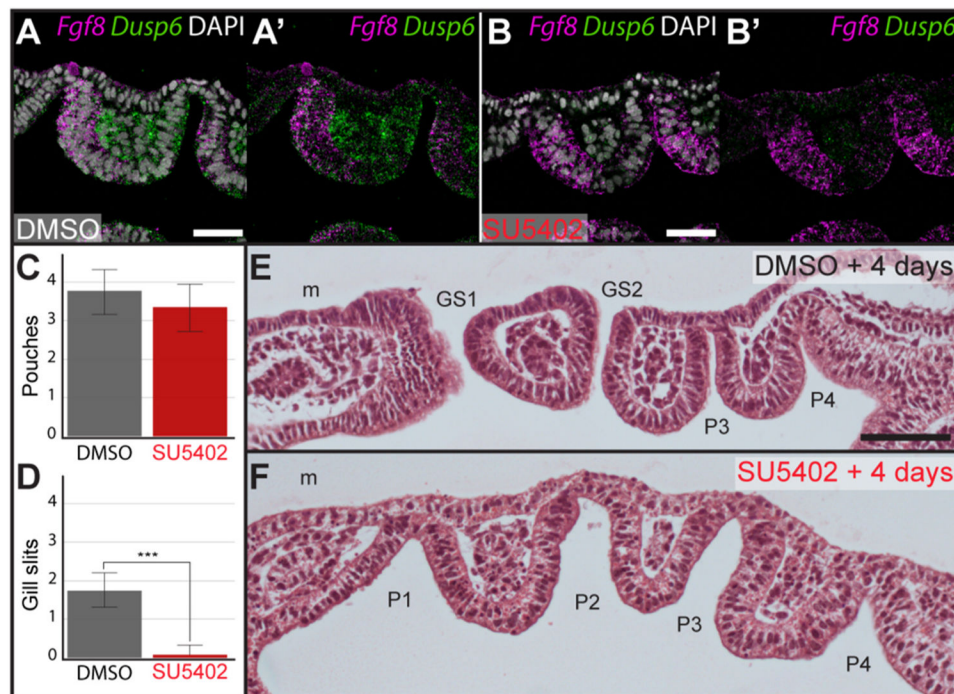 A Fgf8 Dusp6 DAPI
A’ Fgf8 Dusp6
B Fgf8 Dusp6 DAPI
B’ Fgf8 Dusp6
DMSO
SU5402
C
Pouches
4
3
2
1
0
DMSO SU5402
D
Gill slits
4
3
2
1
0
***
DMSO SU5402
E
DMSO + 4 days
m
GS1
GS2
P3
P4
F
SU5402 + 4 days
m
P1
P2
P3
P4